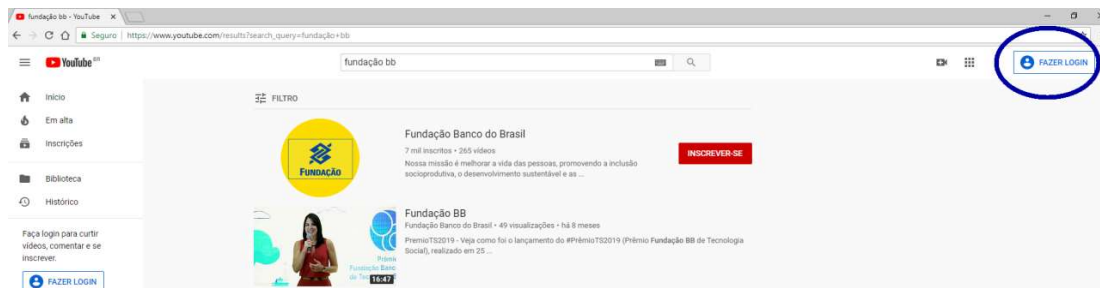 fundação bb - YouTube
Seguro | https://www.youtube.com/results?search_query=fundação+bb
YouTube BR
fundação bb
FAZER LOGIN
Início
Em alta
Inscrições
Biblioteca
Histórico
Faça login para curtir
vídeos, comentar e se
inscrever.
FAZER LOGIN
FILTRO
FUNDAÇÃO
Fundação Banco do Brasil
7 mil inscritos • 265 vídeos
Nossa missão é melhorar a vida das pessoas, promovendo a inclusão
socioprodutiva, o desenvolvimento sustentável e as ...
INSCREVER-SE
16:47
Fundação BB
Fundação Banco do Brasil • 49 visualizações • há 8 meses
PremioTS2019 - Veja como foi o lançamento do #PrêmioTS2019 (Prêmio Fundação BB de Tecnologia
Social), realizado em 25 ...